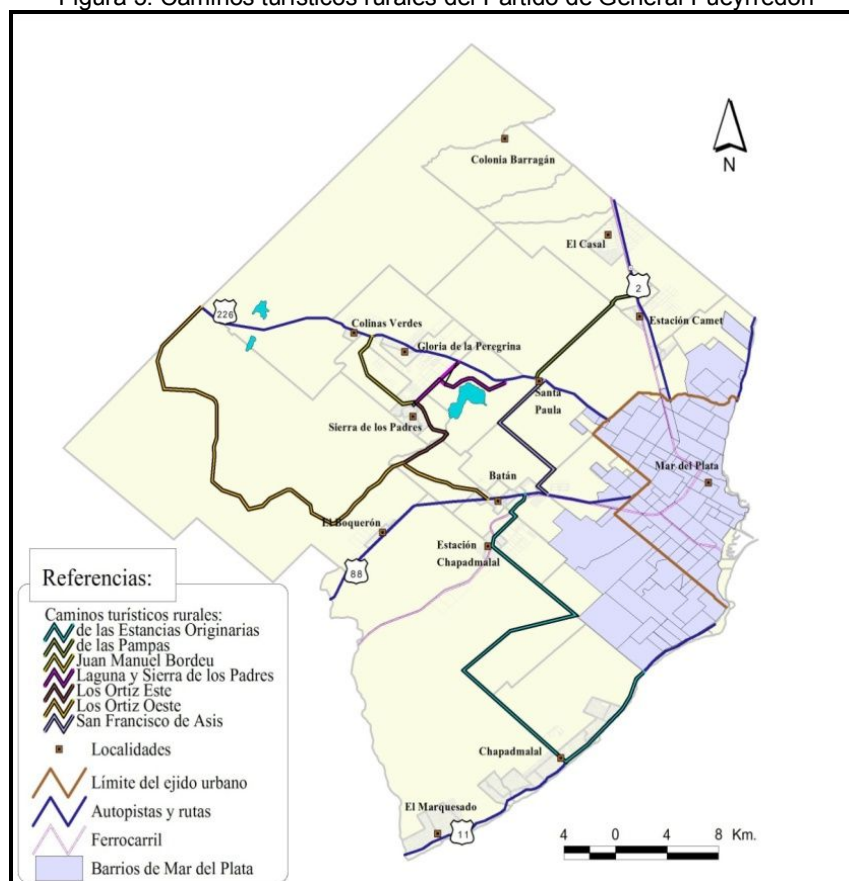 Figura 3. Caminos turísticos rurales del Partido de General Pueyrredon
Colonia Barragán
N
El Casal
2
226
Estación Camet
Colinas Verdes
Gloria de la Peregrina
Santa
Paula
Sierra de los Padres
Mar del Plata
Batán
El Boquerón
Estación
Chapadmalal
88
Referencias:
Caminos turísticos rurales:
de las Estancias Originarias
de las Pampas
Juan Manuel Bordeu
Laguna y Sierra de los Padres
Los Ortiz Este
Los Ortiz Oeste
San Francisco de Asis
Localidades
Límite del ejido urbano
Autopistas y rutas
Ferrocarril
Barrios de Mar del Plata
Chapadmalal
El Marquesado
11
4 0 4 8 Km.